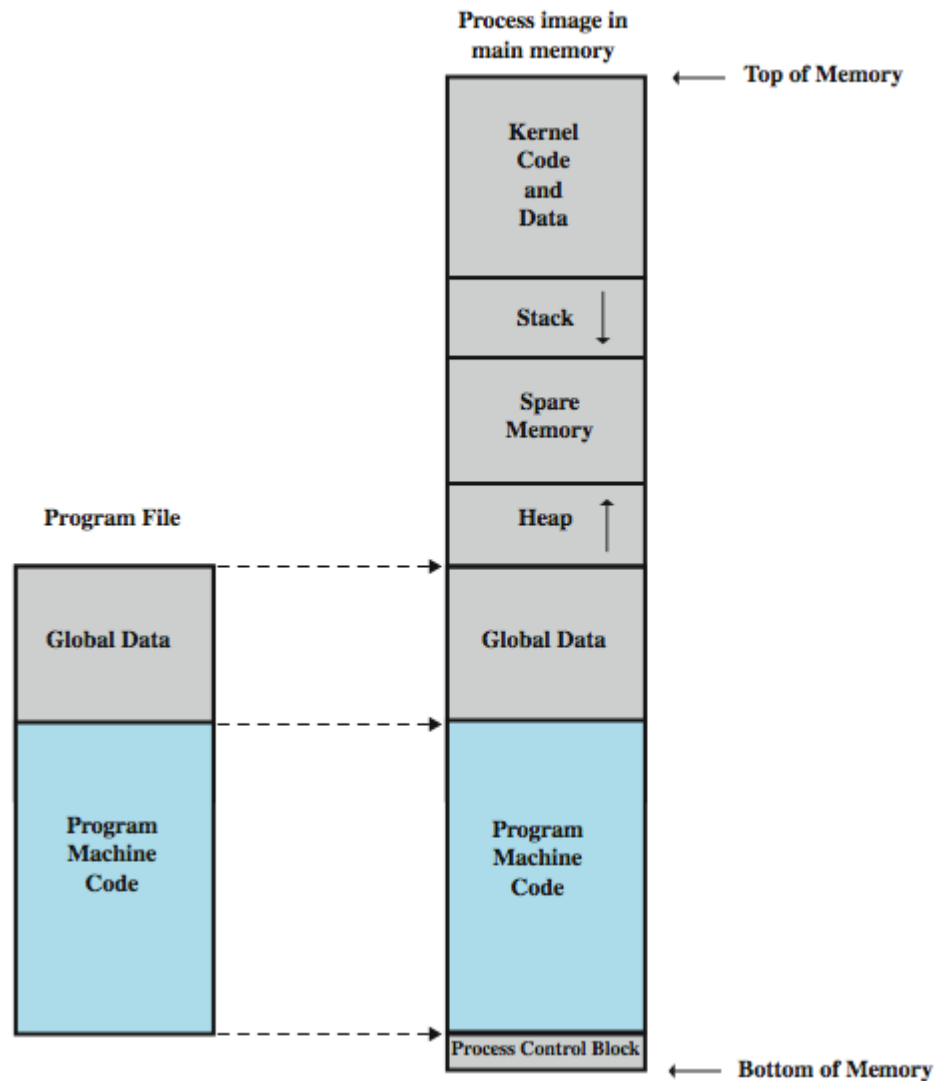 Process image in
main memory
Top of Memory
Kernel
Code
and
Data
Stack
Spare
Memory
Heap
Program File
Global Data
Global Data
Program
Machine
Code
Program
Machine
Code
Process Control Block
Bottom of Memory